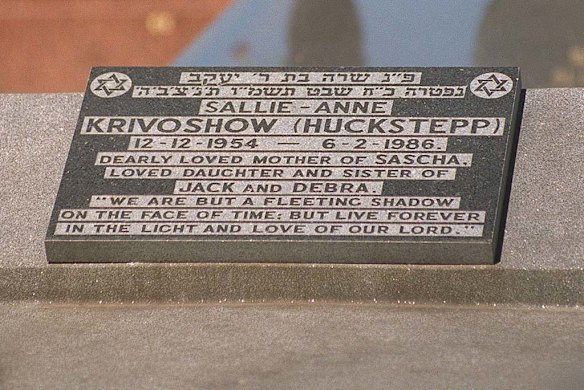 פ״נ שרה בת ר׳ יעקב
נפטרה כ״ח שבט תשמ״ו ת׳נ׳צ׳ב׳ה׳
SALLIE-ANNE
KRIVOSHOW (HUCKSTEPP)
12-12-1954 — 6-2-1986.
DEARLY LOVED MOTHER OF SASCHA.
LOVED DAUGHTER AND SISTER OF
JACK AND DEBRA.
"WE ARE BUT A FLEETING SHADOW
ON THE FACE OF TIME; BUT LIVE FOREVER
IN THE LIGHT AND LOVE OF OUR LORD."